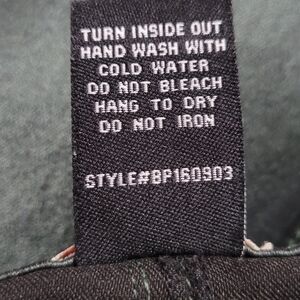 TURN INSIDE OUT
HAND WASH WITH
COLD WATER
DO NOT BLEACH
HANG TO DRY
DO NOT IRON
STYLE#BP160903